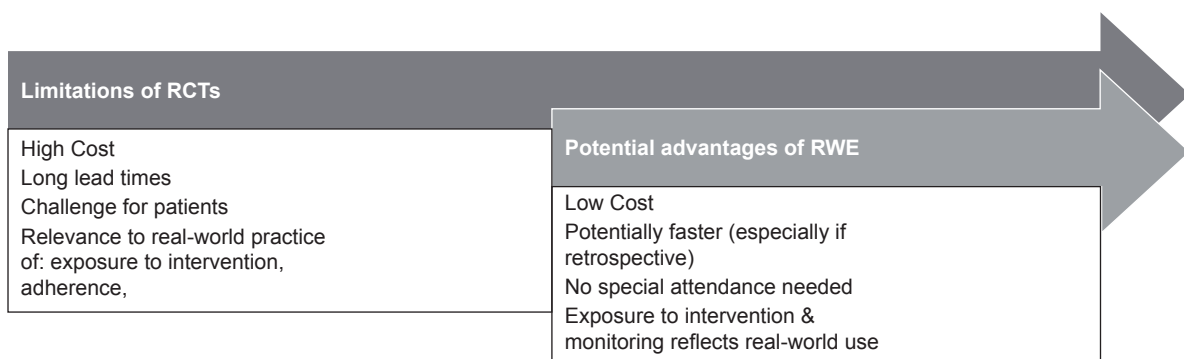 Limitations of RCTs
High Cost
Long lead times
Challenge for patients
Relevance to real-world practice
of: exposure to intervention,
adherence,
Potential advantages of RWE
Low Cost
Potentially faster (especially if
retrospective)
No special attendance needed
Exposure to intervention &
monitoring reflects real-world use